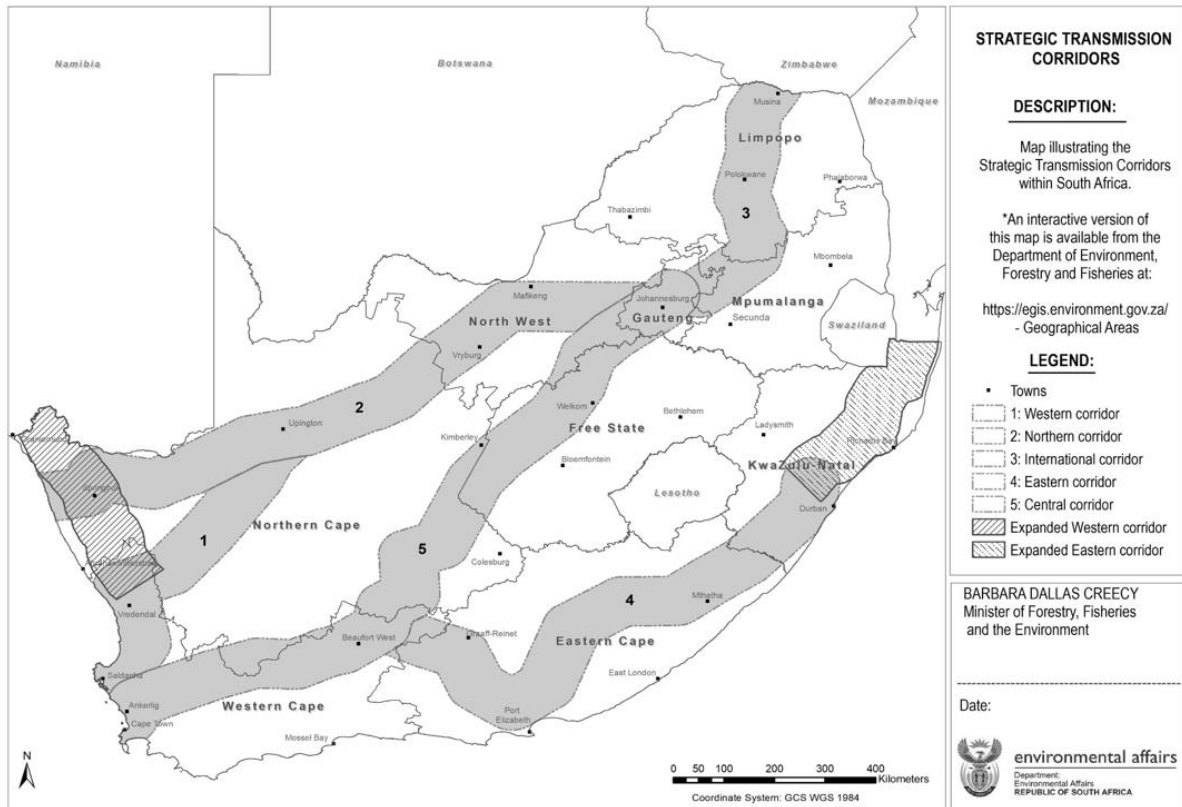 Namibia
Botswana
Zimbabwe
Mozambique
Musina
Limpopo
Polokwane
Phalaborwa
Thabazimbi
3
Mbombela
Mafikeng
Johannesburg
Mpumalanga
North West
Gauteng
Secunda
Swaziland
Vryburg
2
Welkom
Bethlehem
Upington
Free State
Ladysmith
Oranjemund
Kimberley
Richards Bay
Bloemfontein
KwaZulu-Natal
Springbok
Lesotho
Durban
Northern Cape
1
5
Colesburg
4
Mthatha
Vredendal
Beaufort West
Graaff-Reinet
Eastern Cape
Saldanha
East London
Ankerlig
Western Cape
Port
Elizabeth
Cape Town
Mossel Bay
N
0 50 100 200 300 400
Kilometers
Coordinate System: GCS WGS 1984
STRATEGIC TRANSMISSION
CORRIDORS
DESCRIPTION:
Map illustrating the
Strategic Transmission Corridors
within South Africa.
*An interactive version of
this map is available from the
Department of Environment,
Forestry and Fisheries at:
https://egis.environment.gov.za/
- Geographical Areas
LEGEND:
Towns
1: Western corridor
2: Northern corridor
3: International corridor
4: Eastern corridor
5: Central corridor
Expanded Western corridor
Expanded Eastern corridor
BARBARA DALLAS CREECY
Minister of Forestry, Fisheries
and the Environment
Date:
environmental affairs
Department:
Environmental Affairs
REPUBLIC OF SOUTH AFRICA